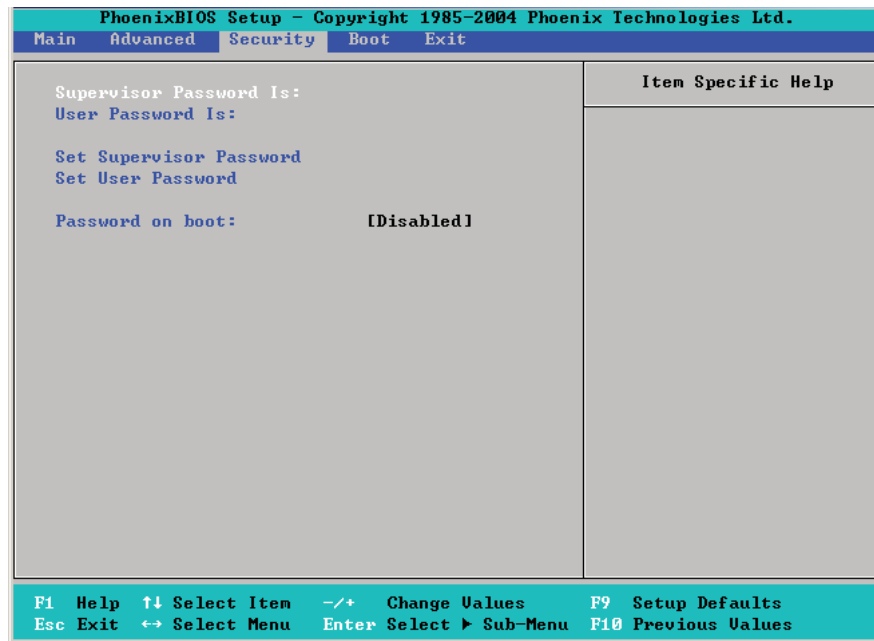 PhoenixBIOS Setup - Copyright 1985-2004 Phoenix Technologies Ltd.
Main Advanced Security Boot Exit
Item Specific Help
Supervisor Password Is:
User Password Is:
Set Supervisor Password
Set User Password
Password on boot: [Disabled]
F1 Help ↑↓ Select Item -/+ Change Values F9 Setup Defaults
Esc Exit ↔ Select Menu Enter Select ▶ Sub-Menu F10 Previous Values